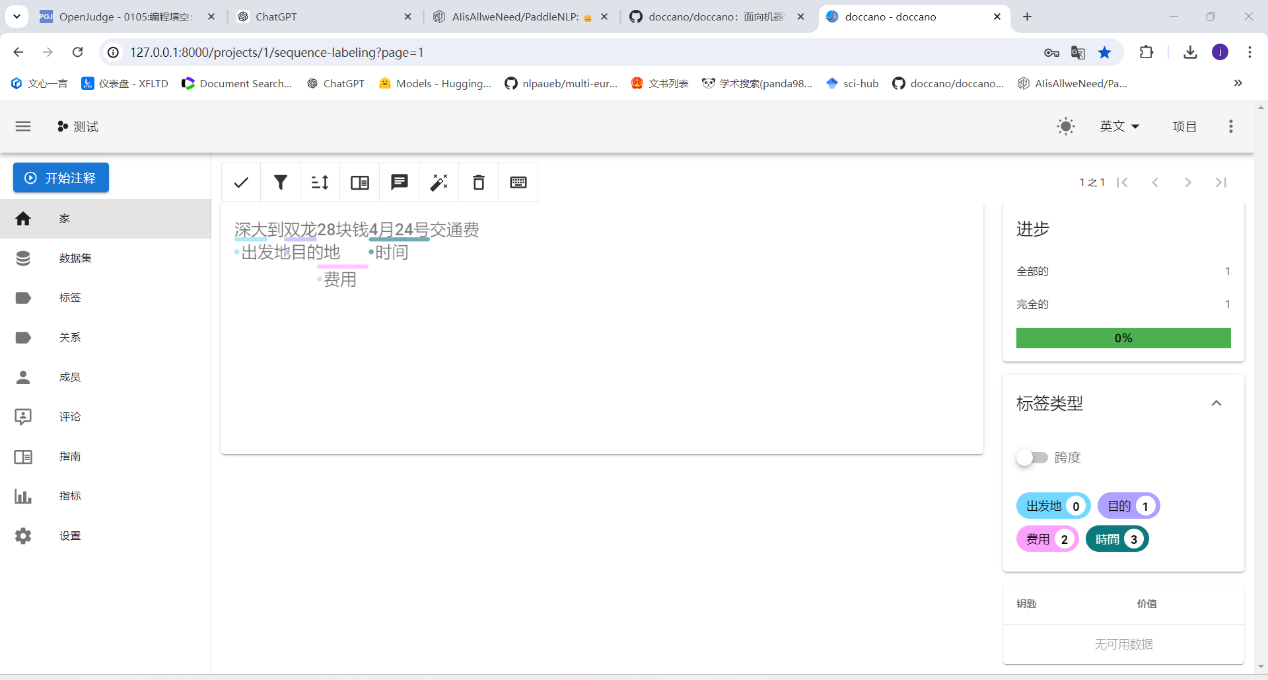 OpenJudge - 0105:编程填空:
ChatGPT
AlisAllweNeed/PaddleNLP:
doccano/doccano: 面向机器
doccano - doccano
127.0.0.1:8000/projects/1/sequence-labeling?page=1
文心一言
仪表盘 - XFLTD
Document Search...
ChatGPT
Models - Hugging...
nlpaueb/multi-eur...
文书列表
学术搜索(panda98...
sci-hub
doccano/doccano...
AlisAllweNeed/Pa...
测试
英文
项目
开始注释
1 之 1
家
数据集
标签
关系
成员
评论
指南
指标
设置
深大到双龙28块钱4月24号交通费
出发地目的地 时间
费用
进步
全部的 1
完全的 1
0%
标签类型
跨度
出发地 0 目的 1
费用 2 時間 3
钥匙 价值
无可用数据